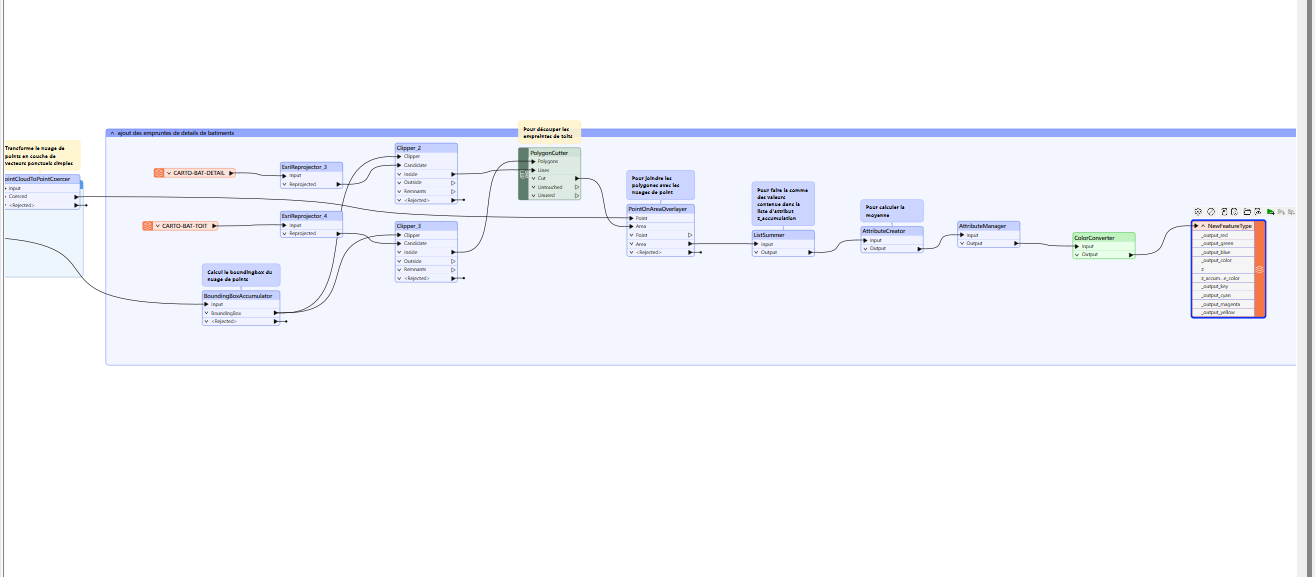 ajout des empruntes de details de batiments
Transforme le nuage de
points en couche de
vecteurs ponctuels simples
ointCloudToPointCoercer
Input
Coerced
<Rejected>
CARTO-BAT-DETAIL
CARTO-BAT-TOIT
EsriReprojector_3
Input
Reprojected
EsriReprojector_4
Input
Reprojected
Calcul le boundingbox du
nuage de points
BoundingBoxAccumulator
Input
BoundingBox
<Rejected>
Clipper_2
Clipper
Candidate
Inside
Outside
Remnants
<Rejected>
Clipper_3
Clipper
Candidate
Inside
Outside
Remnants
<Rejected>
Pour découper les
empreintes de toits
PolygonCutter
Polygons
Lines
Cut
Untouched
Unused
Pour joindre les
polygones avec les
nuages de point
PointOnAreaOverlayer
Point
Area
Point
Area
<Rejected>
Pour faire la somme
des valeurs
contenue dans la
liste d'attribut
z_accumulation
ListSummer
Input
Output
Pour calculer la
moyenne
AttributeCreator
Input
Output
AttributeManager
Input
Output
ColorConverter
Input
Output
NewFeatureType
_output_red
_output_green
_output_blue
_output_color
z
z_accum...e_color
_output_key
_output_cyan
_output_magenta
_output_yellow